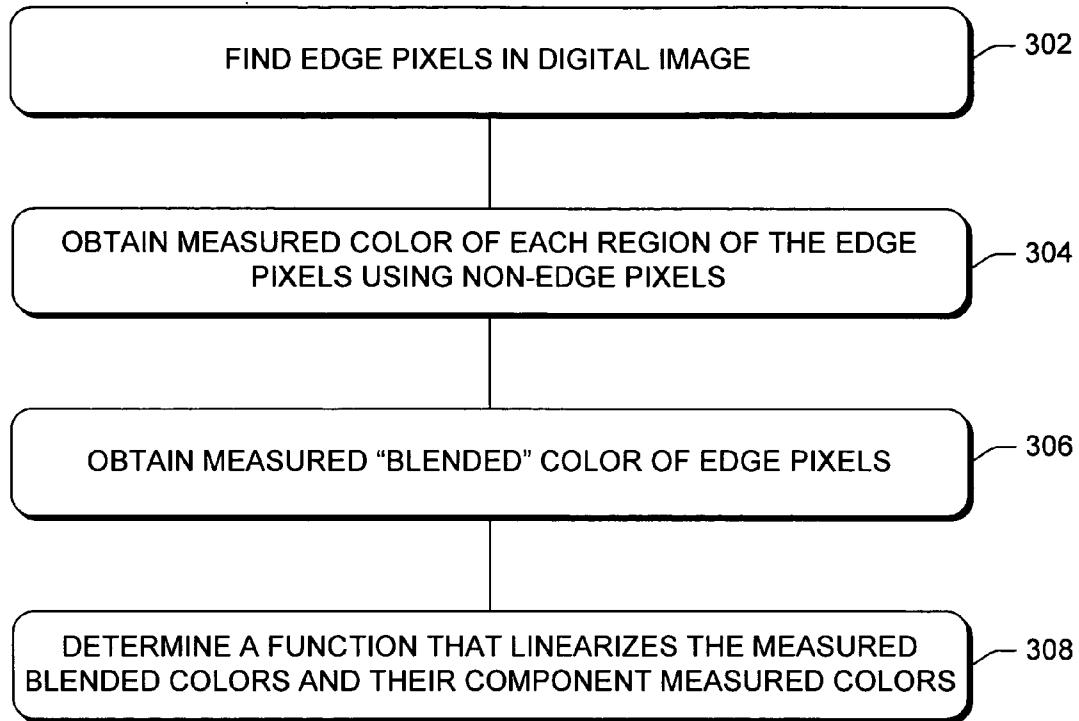 FIND EDGE PIXELS IN DIGITAL IMAGE
302
OBTAIN MEASURED COLOR OF EACH REGION OF THE EDGE
PIXELS USING NON-EDGE PIXELS
304
OBTAIN MEASURED “BLENDED” COLOR OF EDGE PIXELS
306
DETERMINE A FUNCTION THAT LINEARIZES THE MEASURED
BLENDED COLORS AND THEIR COMPONENT MEASURED COLORS
308